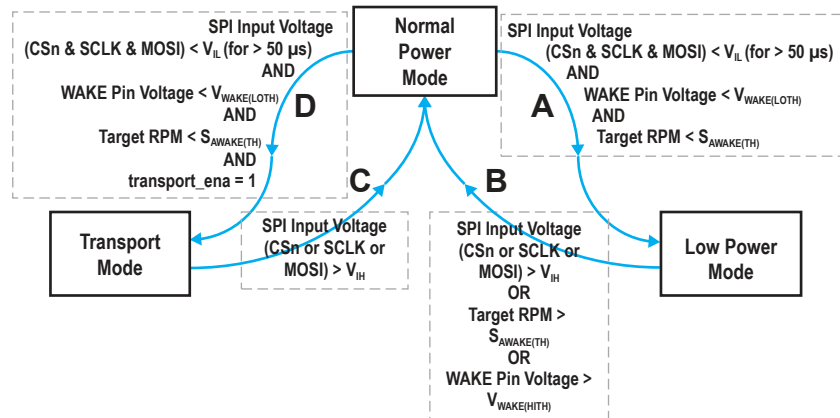 SPI Input Voltage
(CSn & SCLK & MOSI) < VIL (for > 50 µs)
AND
WAKE Pin Voltage < VWAKE(LOTH)
AND
Target RPM < SAWAKE(TH)
AND
transport_ena = 1
D
Normal
Power
Mode
SPI Input Voltage
(CSn & SCLK & MOSI) < VIL (for > 50 µs)
AND
WAKE Pin Voltage < VWAKE(LOTH)
AND
Target RPM < SAWAKE(TH)
A
C
B
Transport
Mode
SPI Input Voltage
(CSn or SCLK or
MOSI) > VIH
SPI Input Voltage
(CSn or SCLK or
MOSI) > VIH
OR
Target RPM >
SAWAKE(TH)
OR
WAKE Pin Voltage >
VWAKE(HITH)
Low Power
Mode